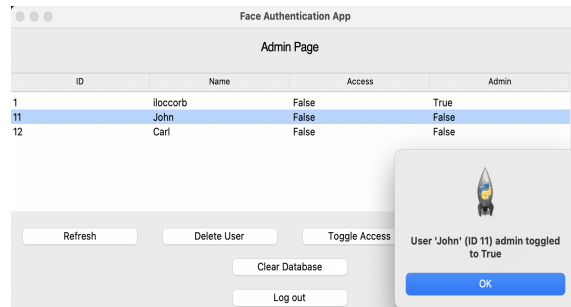 Face Authentication App
Admin Page
ID Name Access Admin
1 iloccorb False True
11 John False False
12 Carl False False
Refresh Delete User Toggle Access
User 'John' (ID 11) admin toggled
to True
Clear Database
OK
Log out